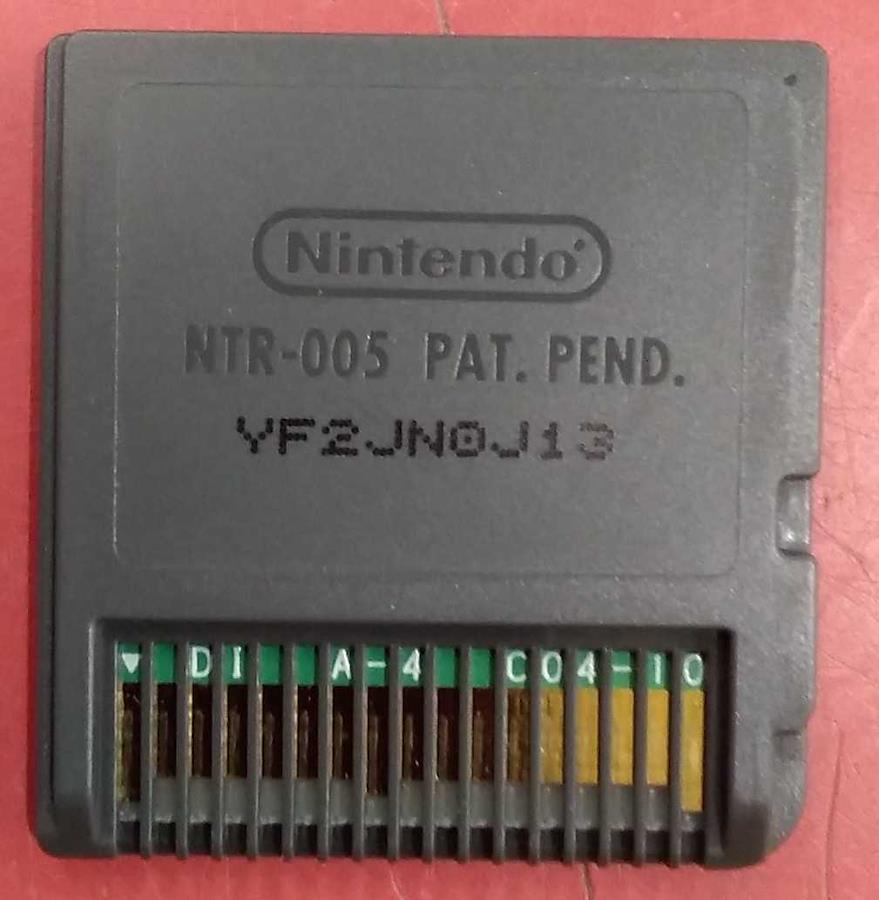 Nintendo
NTR-005 PAT. PEND.
YF2JN0J13
▼ DI A-4 C04-10